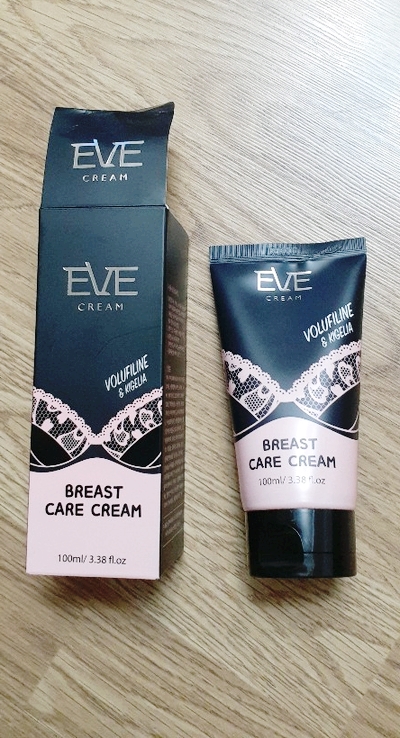 EVE
CREAM
EVE
CREAM
VOLUFILINE
& KIGELIA
BREAST
CARE CREAM
100ml/ 3.38 fl.oz
EVE
CREAM
VOLUFILINE
& KIGELIA
BREAST
CARE CREAM
100ml/ 3.38 fl.oz